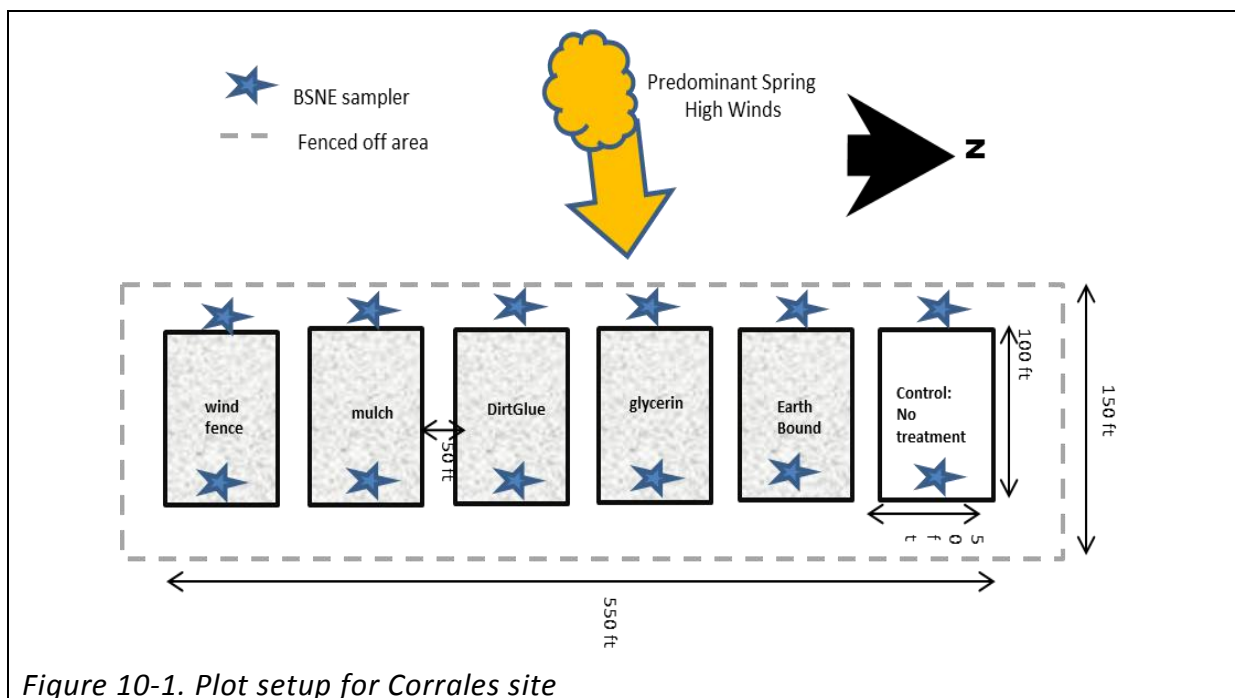 BSNE sampler
Fenced off area
Predominant Spring
High Winds
N
wind
fence
mulch
DirtGlue
glycerin
Earth
Bound
Control:
No
treatment
50 ft
100 ft
150 ft
50 ft
550 ft
Figure 10-1. Plot setup for Corrales site